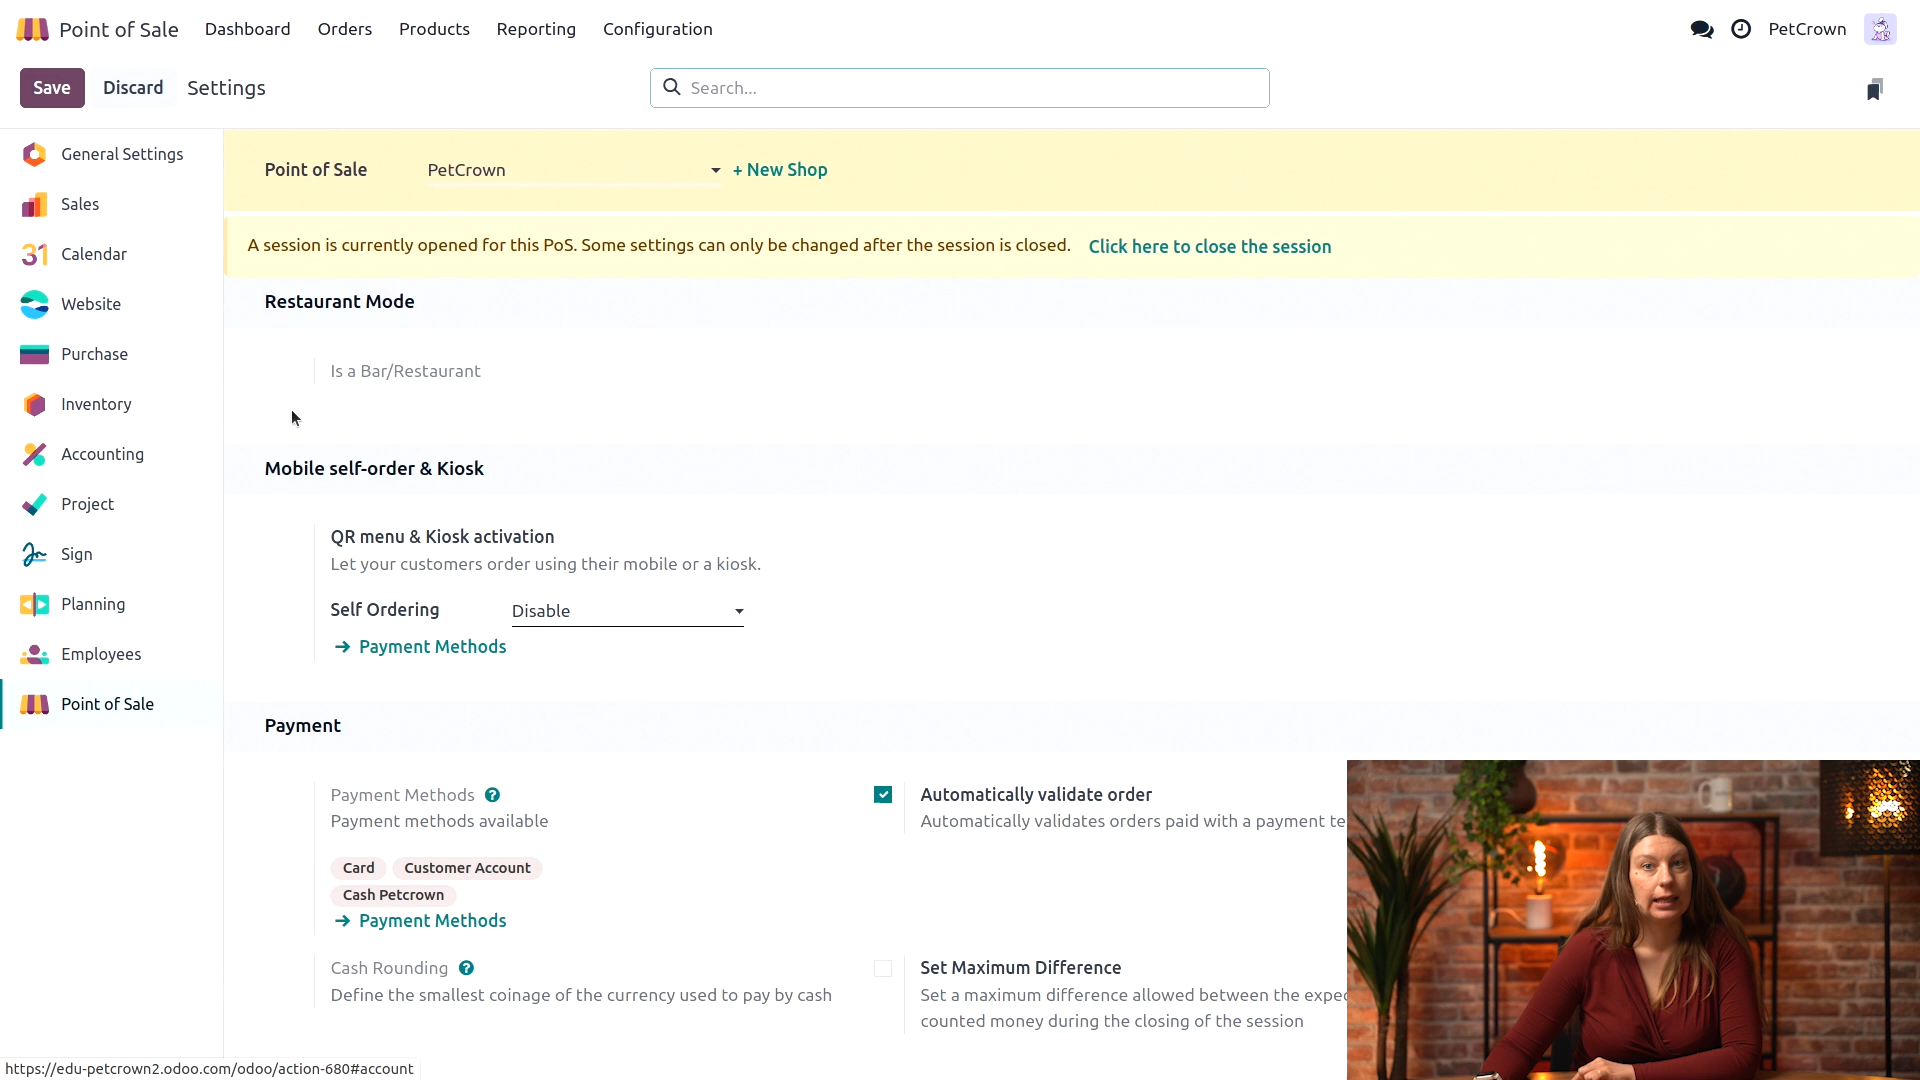 Point of Sale Dashboard Orders Products Reporting Configuration PetCrown
Save Discard Settings Search...
General Settings
Sales
31 Calendar
Website
Purchase
Inventory
Accounting
Project
Sign
Planning
Employees
Point of Sale
Point of Sale PetCrown + New Shop
A session is currently opened for this PoS. Some settings can only be changed after the session is closed. Click here to close the session
Restaurant Mode
Is a Bar/Restaurant
Mobile self-order & Kiosk
QR menu & Kiosk activation
Let your customers order using their mobile or a kiosk.
Self Ordering Disable
→ Payment Methods
Payment
Payment Methods ?
Payment methods available
Card Customer Account
Cash Petcrown
→ Payment Methods
Automatically validate order
Automatically validates orders paid with a payment te
Cash Rounding ?
Define the smallest coinage of the currency used to pay by cash
Set Maximum Difference
Set a maximum difference allowed between the expec
counted money during the closing of the session
https://edu-petcrown2.odoo.com/odoo/action-680#account